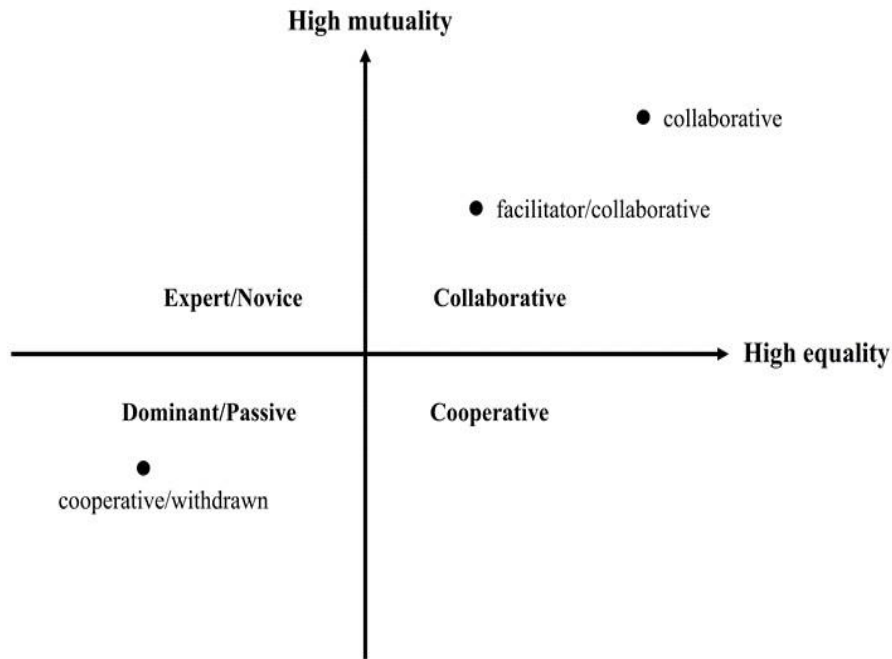 High mutuality
collaborative
facilitator/collaborative
Expert/Novice
Collaborative
High equality
Dominant/Passive
Cooperative
cooperative/withdrawn